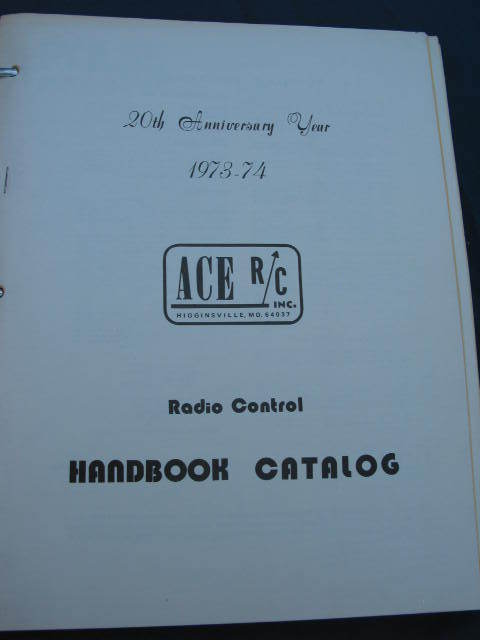 20th Anniversary Year
1973-74
ACE R/C
INC.
HIGGINSVILLE, MO. 64037
Radio Control
HANDBOOK CATALOG